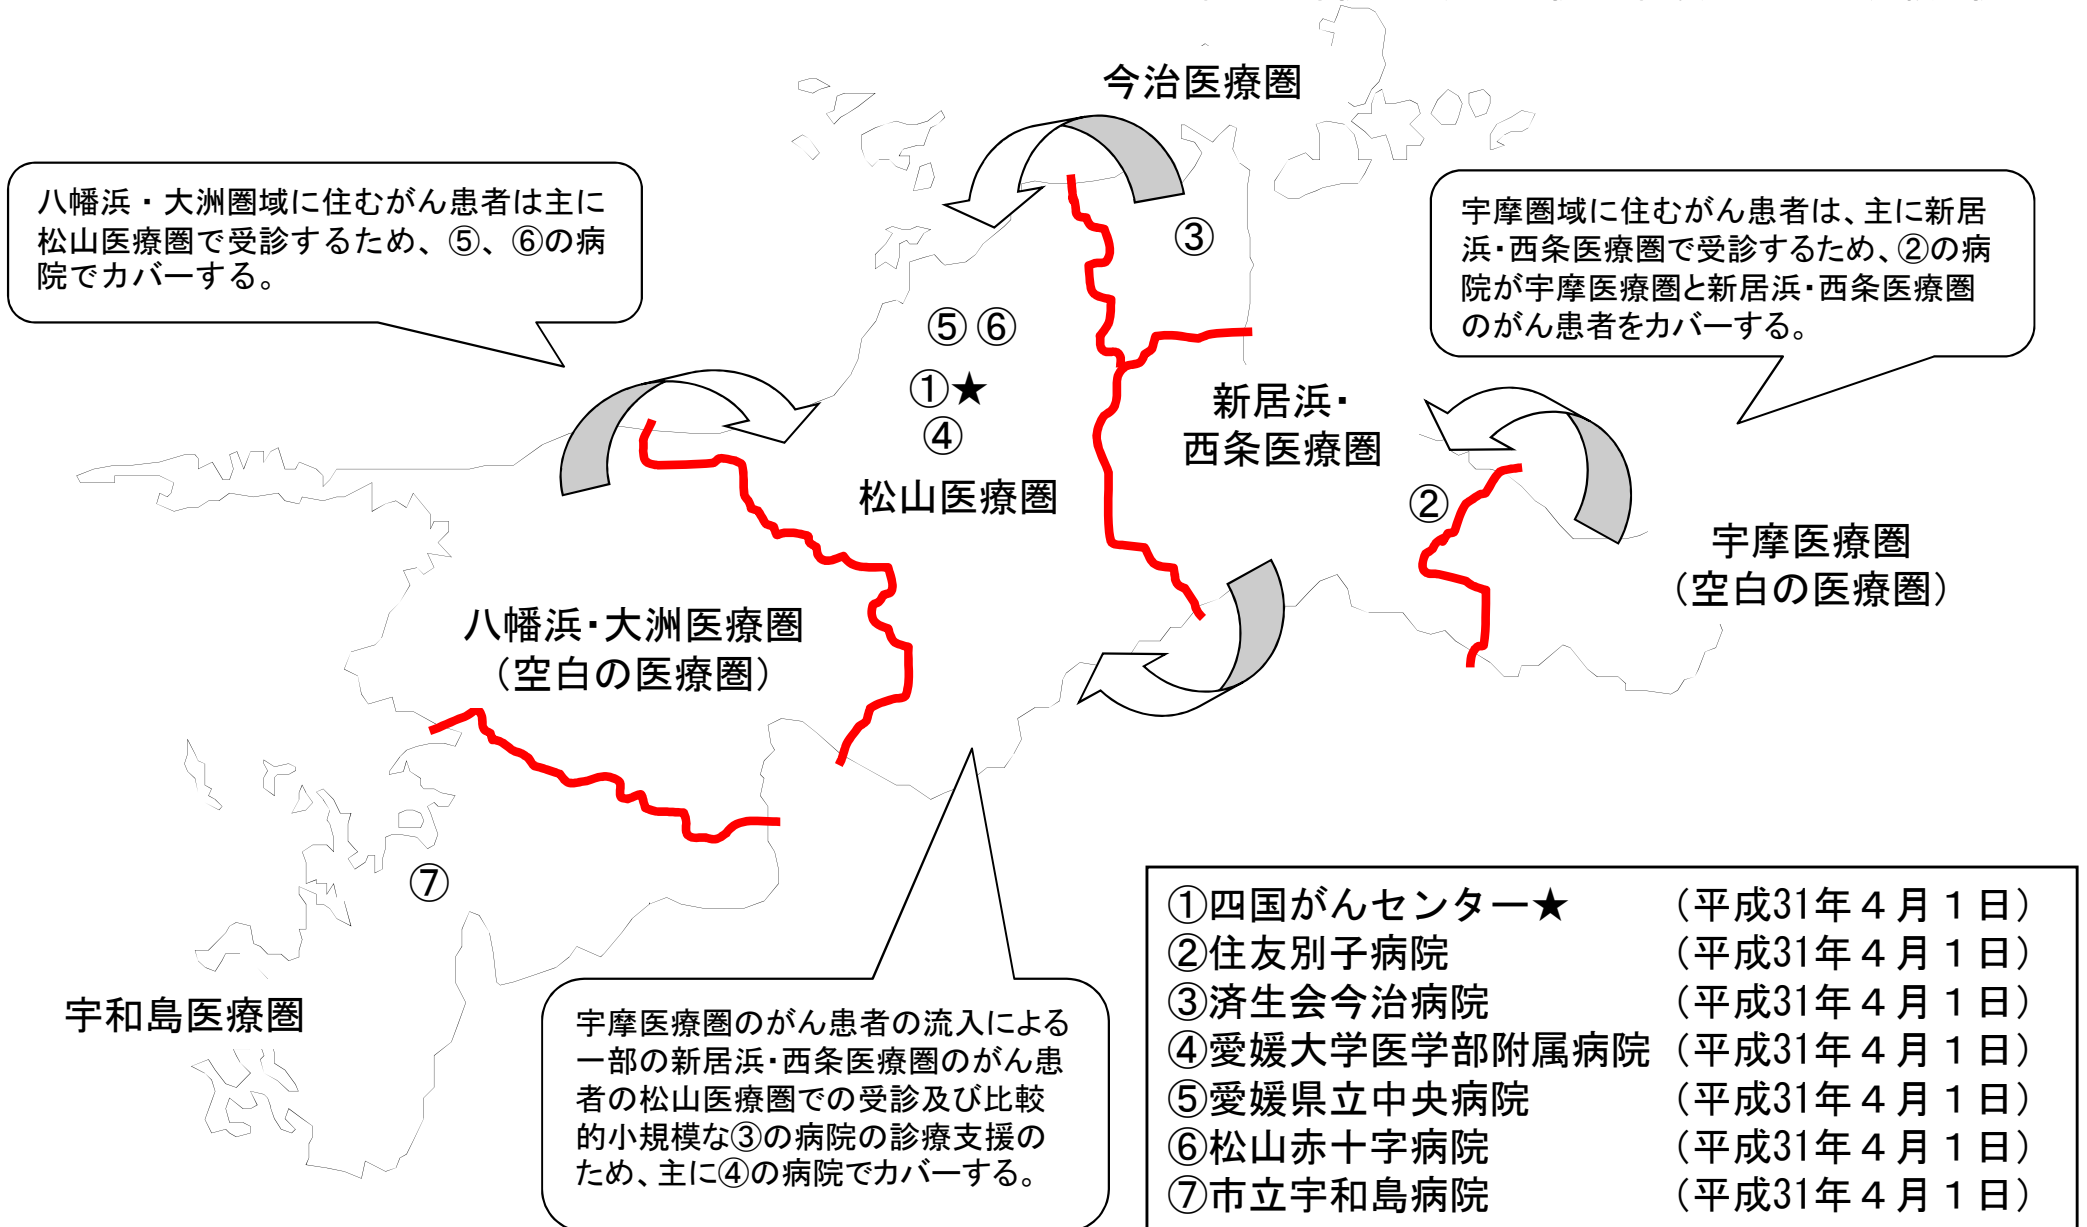 今治医療圏
八幡浜・大洲圏域に住むがん患者は主に
松山医療圏で受診するため、⑤、⑥の病
院でカバーする。
宇摩圏域に住むがん患者は、主に新居
浜・西条医療圏で受診するため、②の病
院が宇摩医療圏と新居浜・西条医療圏
のがん患者をカバーする。
③
⑤⑥
①★
④
松山医療圏
新居浜・
西条医療圏
②
宇摩医療圏
（空白の医療圏）
八幡浜・大洲医療圏
（空白の医療圏）
⑦
宇和島医療圏
宇摩医療圏のがん患者の流入による
一部の新居浜・西条医療圏のがん患
者の松山医療圏での受診及び比較
的小規模な③の病院の診療支援の
ため、主に④の病院でカバーする。
①四国がんセンター★ （平成31年４月１日）
②住友別子病院 （平成31年４月１日）
③済生会今治病院 （平成31年４月１日）
④愛媛大学医学部附属病院 （平成31年４月１日）
⑤愛媛県立中央病院 （平成31年４月１日）
⑥松山赤十字病院 （平成31年４月１日）
⑦市立宇和島病院 （平成31年４月１日）